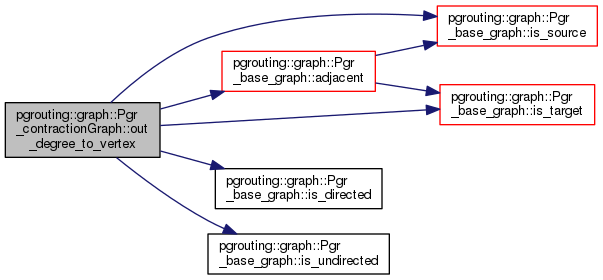 pgrouting::graph::Pgr
_contractionGraph::out
_degree_to_vertex
pgrouting::graph::Pgr
_base_graph::adjacent
pgrouting::graph::Pgr
_base_graph::is_source
pgrouting::graph::Pgr
_base_graph::is_target
pgrouting::graph::Pgr
_base_graph::is_directed
pgrouting::graph::Pgr
_base_graph::is_undirected